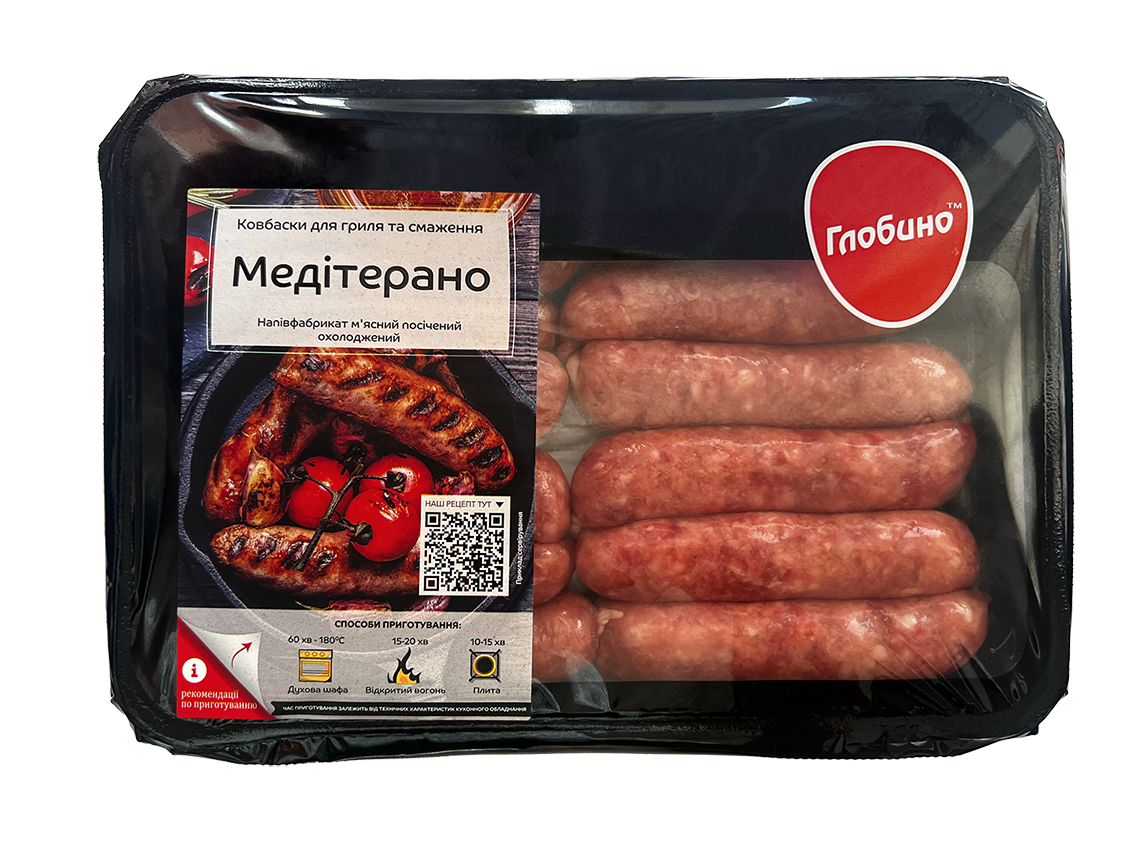 Ковбаски для гриля та смаження
Медітерано
Напівфабрикат м'ясний посічений
охолоджений
Глобино™
НАШ РЕЦЕПТ ТУТ
Приклад сервірування
СПОСОБИ ПРИГОТУВАННЯ:
60 хв - 180°C
15-20 хв
10-15 хв
Духова шафа
Відкритий вогонь
Плита
i
рекомендації
по приготуванню
ЧАС ПРИГОТУВАННЯ ЗАЛЕЖИТЬ ВІД ТЕХНІЧНИХ ХАРАКТЕРИСТИК КУХОННОГО ОБЛАДНАННЯ